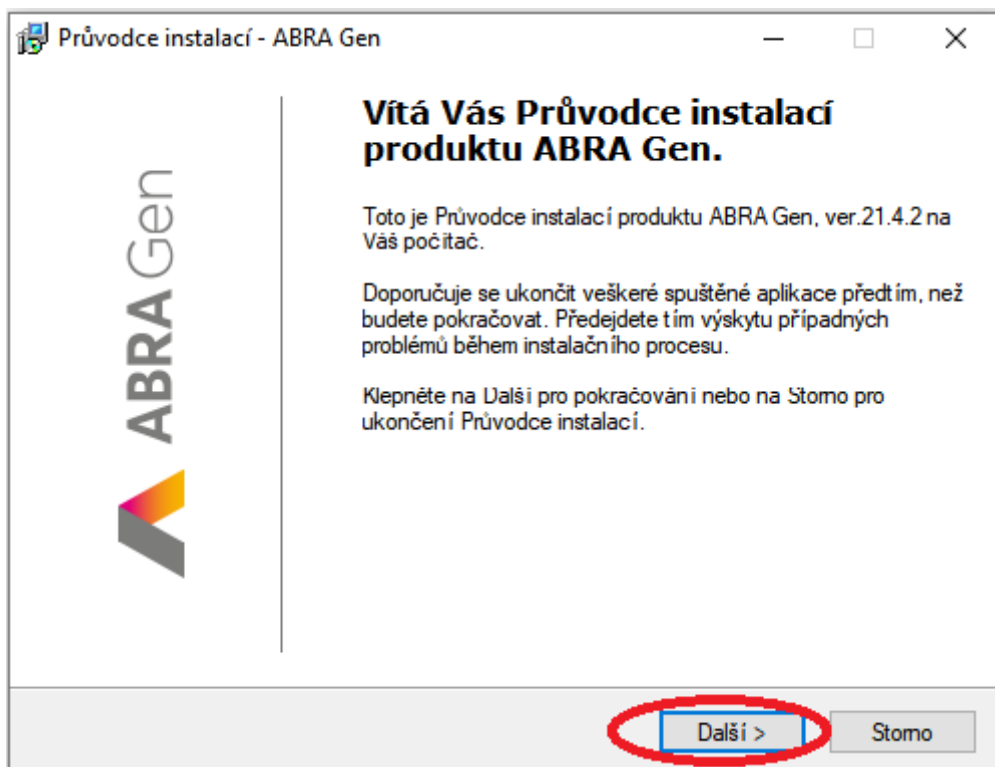 Průvodce instalací - ABRA Gen
ABRA Gen
Vítá Vás Průvodce instalací
produktu ABRA Gen.
Toto je Průvodce instalací produktu ABRA Gen, ver.21.4.2 na
Váš počítač.
Doporučuje se ukončit veškeré spuštěné aplikace předtím, než
budete pokračovat. Předejdete tím výskytu případných
problémů během instalačního procesu.
Klepněte na Další pro pokračování nebo na Storno pro
ukončení Průvodce instalací.
Další >
Storno